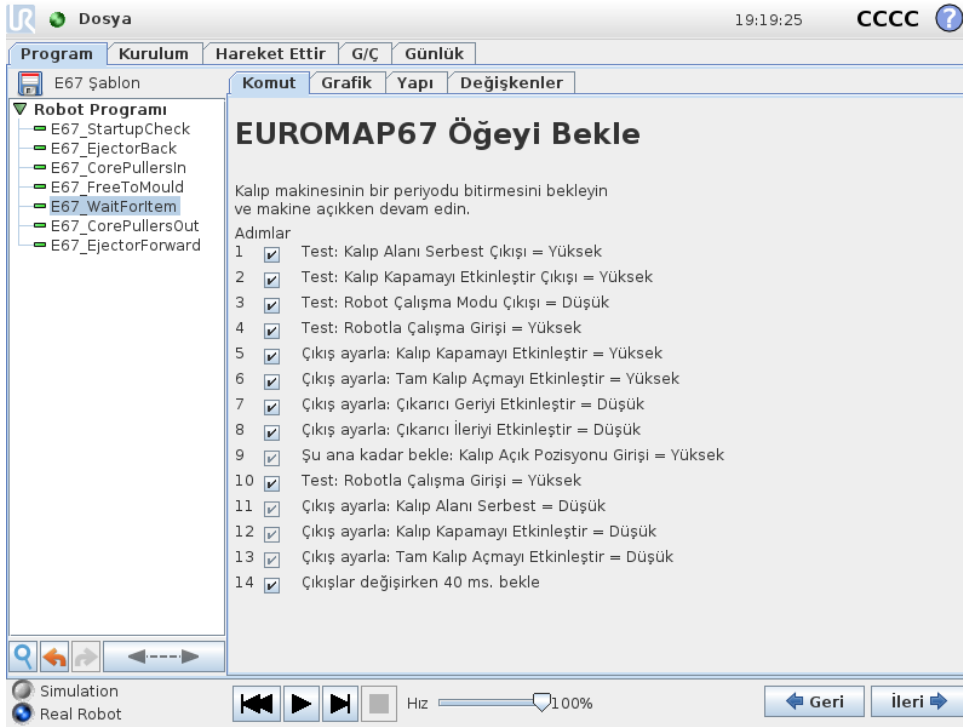 UR Dosya 19:19:25 CCCC ?
Program Kurulum Hareket Ettir G/Ç Günlük
E67 Şablon
Komut Grafik Yapı Değişkenler
Robot Programı
E67_StartupCheck
E67_EjectorBack
E67_CorePullersIn
E67_FreeToMould
E67_WaitForItem
E67_CorePullersOut
E67_EjectorForward
EUROMAP67 Öğeyi Bekle
Kalıp makinesinin bir periyodu bitirmesini bekleyin
ve makine açıkken devam edin.
Adımlar
1 Test: Kalıp Alanı Serbest Çıkışı = Yüksek
2 Test: Kalıp Kapamayı Etkinleştir Çıkışı = Yüksek
3 Test: Robot Çalışma Modu Çıkışı = Düşük
4 Test: Robotla Çalışma Girişi = Yüksek
5 Çıkış ayarla: Kalıp Kapamayı Etkinleştir = Yüksek
6 Çıkış ayarla: Tam Kalıp Açmayı Etkinleştir = Yüksek
7 Çıkış ayarla: Çıkarıcı Geriyi Etkinleştir = Düşük
8 Çıkış ayarla: Çıkarıcı İleriyi Etkinleştir = Düşük
9 Şu ana kadar bekle: Kalıp Açık Pozisyonu Girişi = Yüksek
10 Test: Robotla Çalışma Girişi = Yüksek
11 Çıkış ayarla: Kalıp Alanı Serbest = Düşük
12 Çıkış ayarla: Kalıp Kapamayı Etkinleştir = Düşük
13 Çıkış ayarla: Tam Kalıp Açmayı Etkinleştir = Düşük
14 Çıkışlar değişirken 40 ms. bekle
Simulation
Real Robot
Hız 100%
Geri İleri